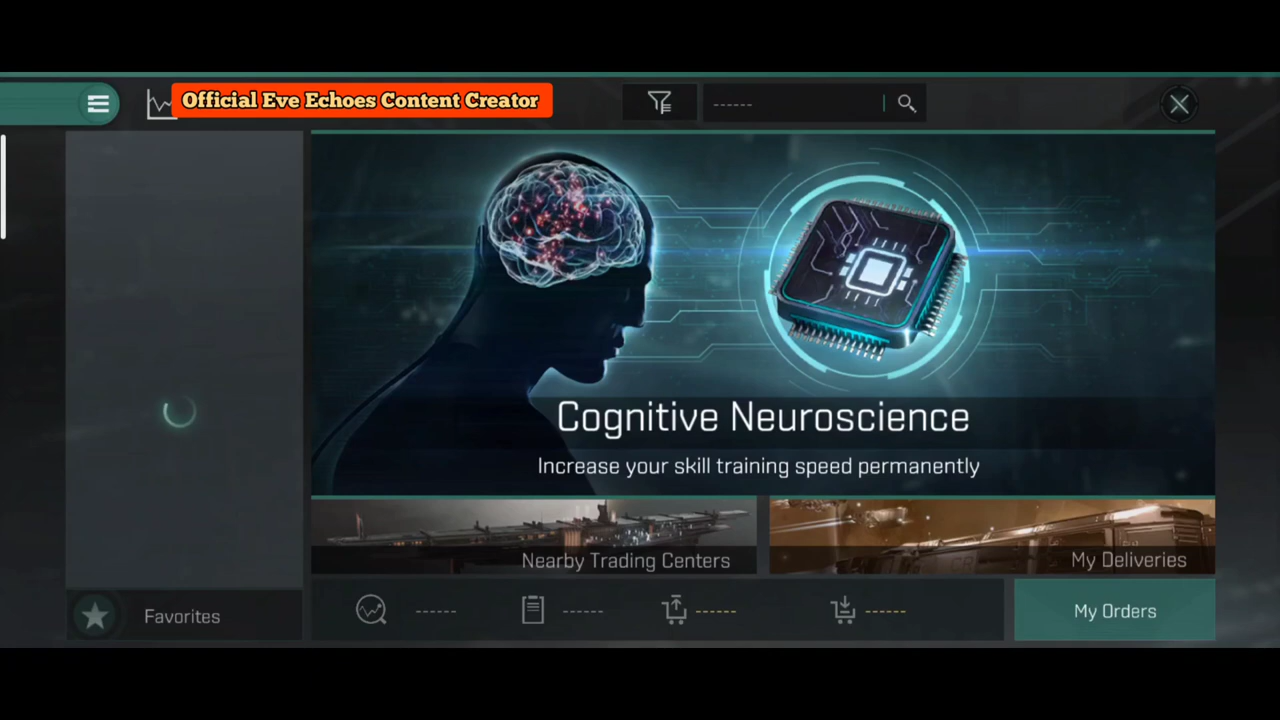 Official Eve Echoes Content Creator
------
Cognitive Neuroscience
Increase your skill training speed permanently
Nearby Trading Centers
My Deliveries
Favorites
------
------
------
------
My Orders